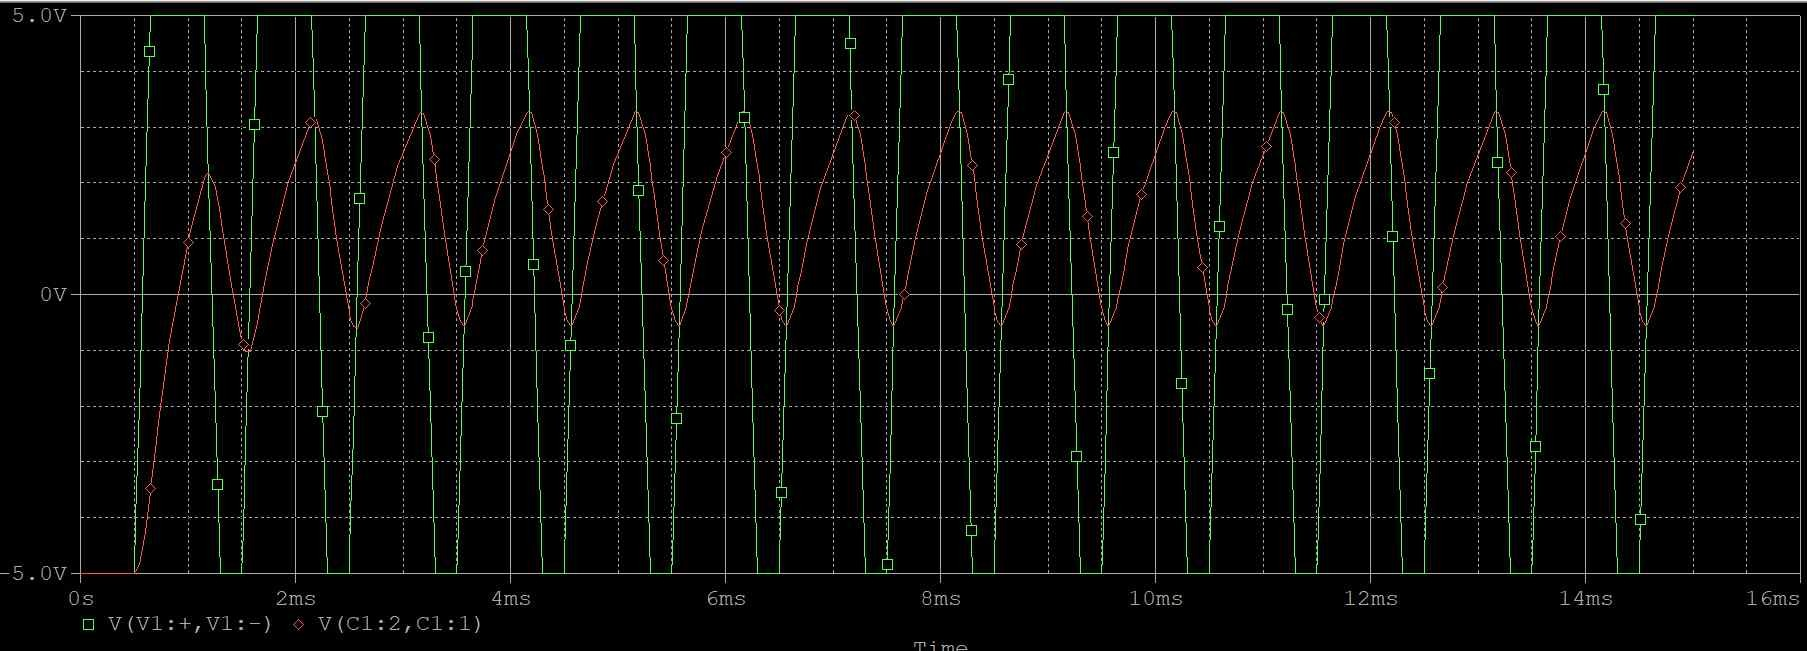 5.0V
0V
-5.0V
0s 2ms 4ms 6ms 8ms 10ms 12ms 14ms 16ms
V(V1:+,V1:-) V(C1:2,C1:1)
Time